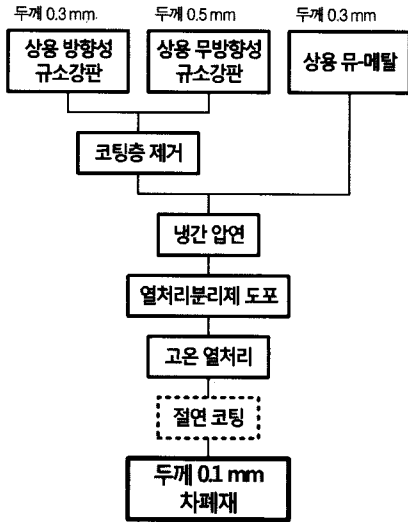 두께 0.3 mm 두께 0.5 mm 두께 0.3 mm
상용 방향성
규소강판
상용 무방향성
규소강판
상용 뮤-메탈
코팅층 제거
냉간 압연
열처리분리제 도포
고온 열처리
절연 코팅
두께 0.1 mm
차폐재